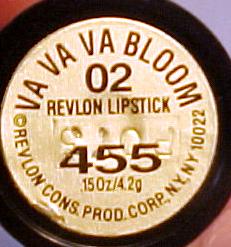 VA VA VA BLOOM
02
REVLON LIPSTICK
455
.15Oz/4.2g
©REVLON CONS. PROD. CORP., N.Y., NY 10022